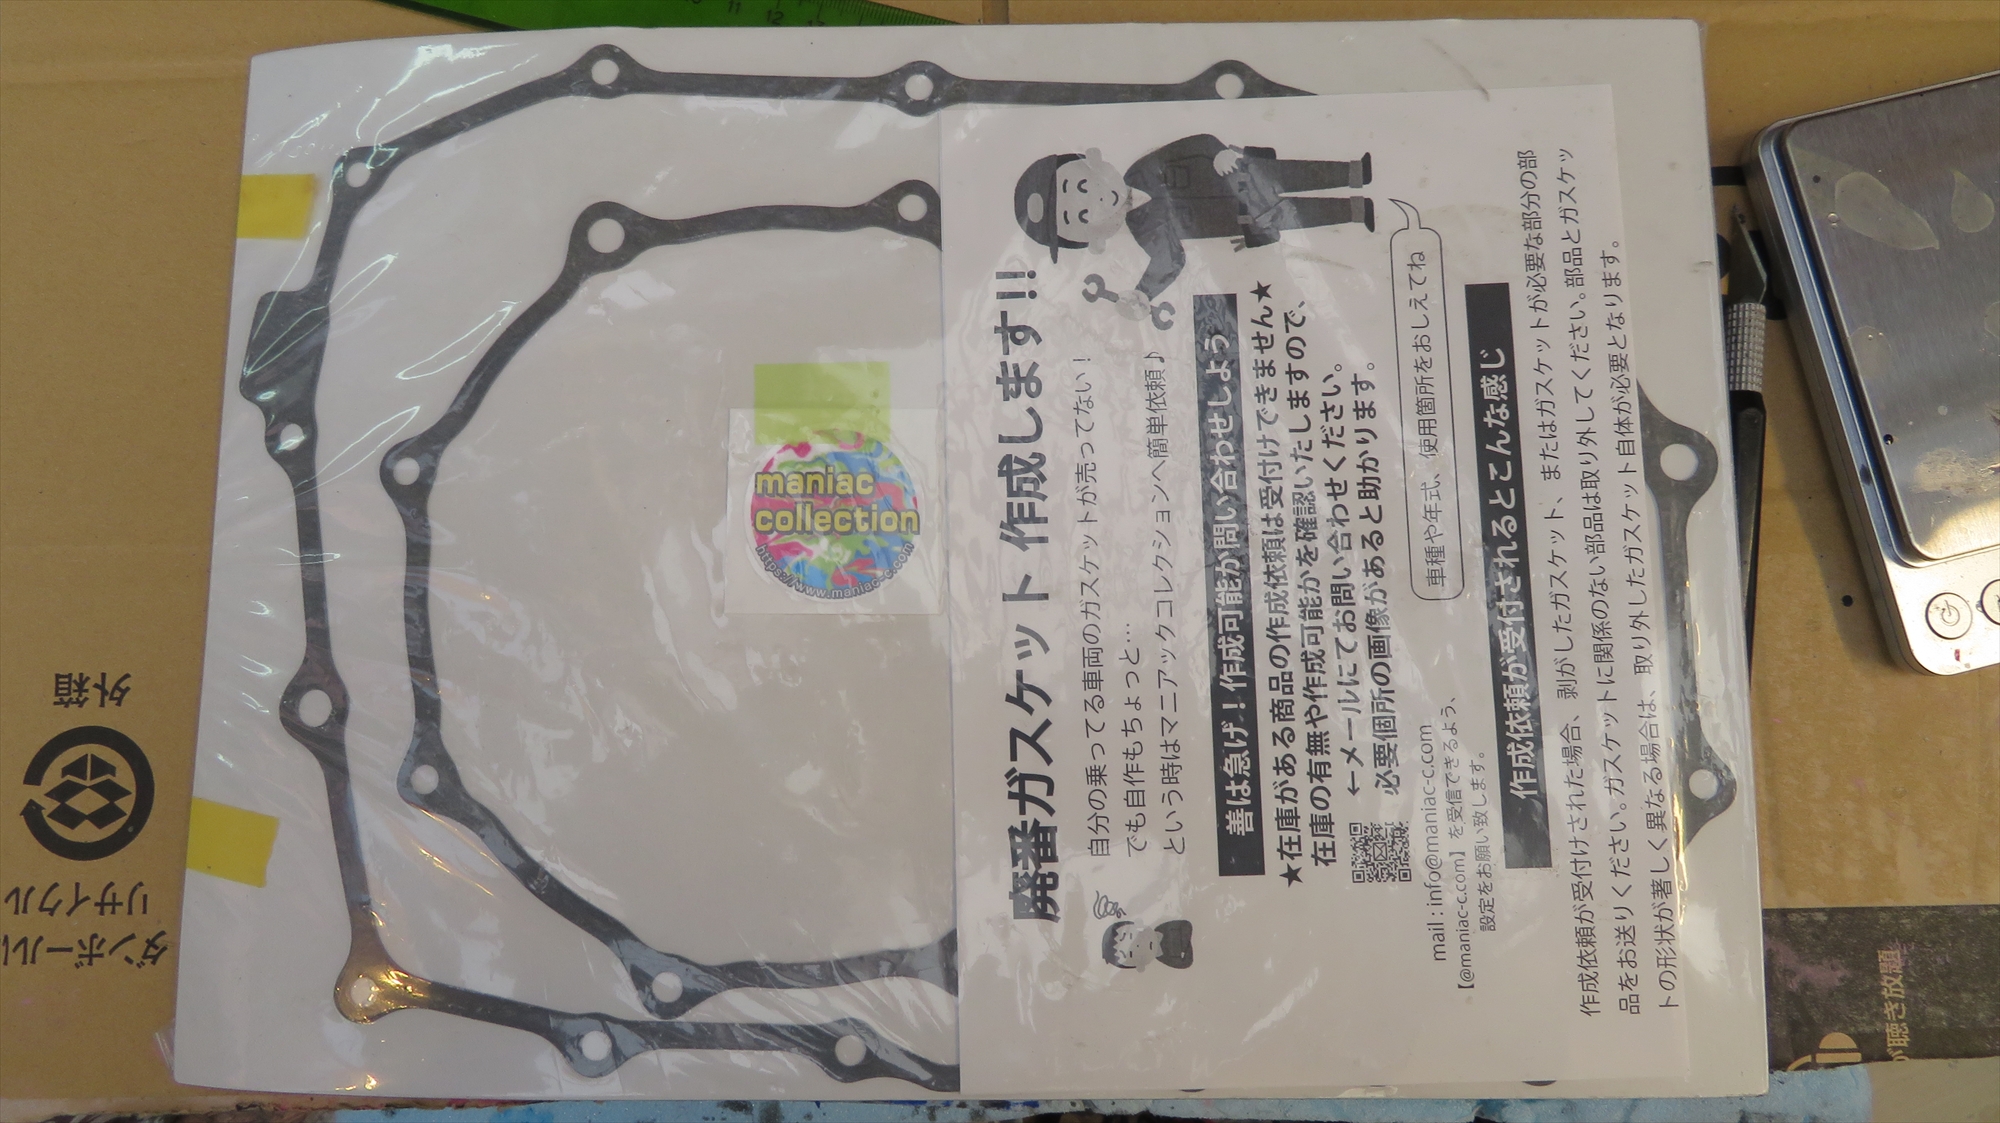 廃番ガスケット作成します!!
自分の乗ってる車両のガスケットが売ってない！
でも自作もちょっと…
という時はマニアックコレクションへ簡単依頼♪
善は急げ！作成可能か問い合わせしよう
★在庫がある商品の作成依頼は受付けできません★
在庫の有無や作成可能かを確認いたしますので、
←メールにてお問い合わせください。
必要個所の画像があると助かります。
車種や年式、使用箇所をおしえてね
mail : info@maniac-c.com
【@maniac-c.com】を受信できるよう、
設定をお願い致します。
作成依頼が受付されるとこんな感じ
作成依頼が受付けされた場合、剥がしたガスケット、またはガスケットが必要な部分の部
品をお送りください。ガスケットに関係のない部品は取り外してください。部品とガスケッ
トの形状が著しく異なる場合は、取り外したガスケット自体が必要となります。
maniac
collection
https://www.maniac-c.com
外箱
ダンボールに
リサイクル
が聴き放題
11 12